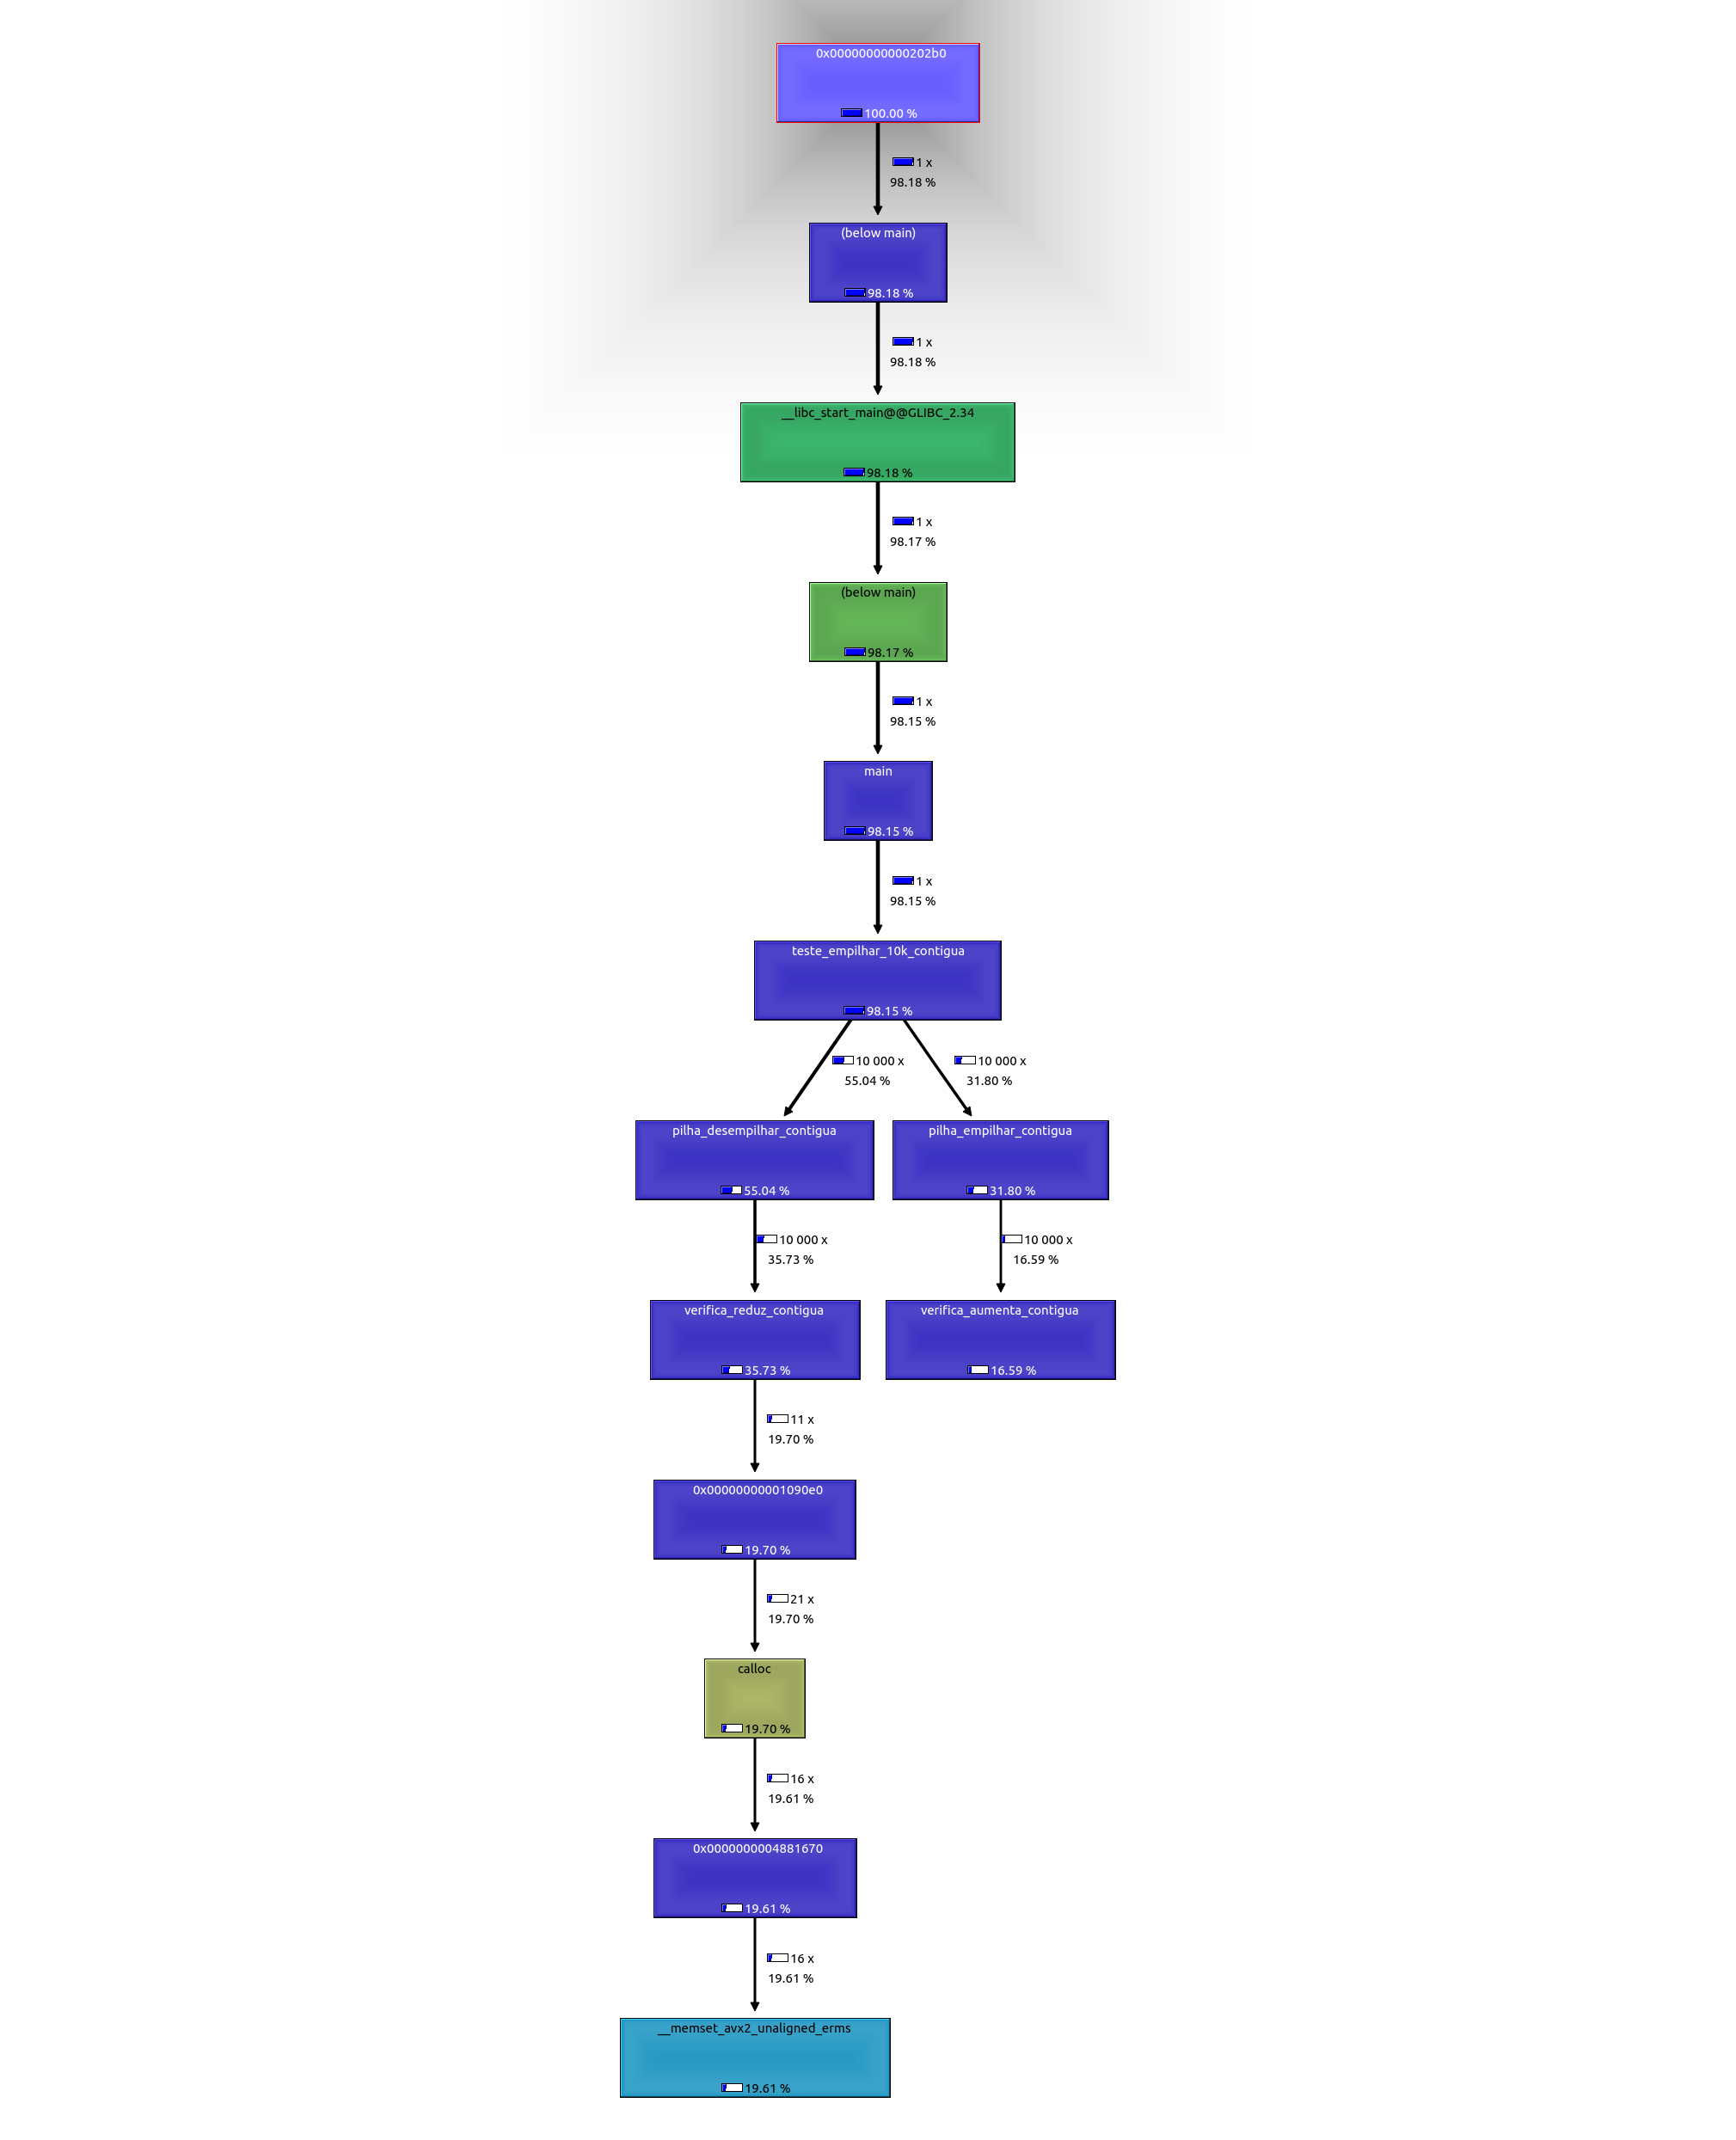 0x00000000000202b0
100.00 %
1 x
98.18 %
(below main)
98.18 %
1 x
98.18 %
__libc_start_main@@GLIBC_2.34
98.18 %
1 x
98.17 %
(below main)
98.17 %
1 x
98.15 %
main
98.15 %
1 x
98.15 %
teste_empilhar_10k_contigua
98.15 %
10 000 x
55.04 %
10 000 x
31.80 %
pilha_desempilhar_contigua
55.04 %
pilha_empilhar_contigua
31.80 %
10 000 x
35.73 %
10 000 x
16.59 %
verifica_reduz_contigua
35.73 %
verifica_aumenta_contigua
16.59 %
11 x
19.70 %
0x00000000001090e0
19.70 %
21 x
19.70 %
calloc
19.70 %
16 x
19.61 %
0x0000000004881670
19.61 %
16 x
19.61 %
__memset_avx2_unaligned_erms
19.61 %